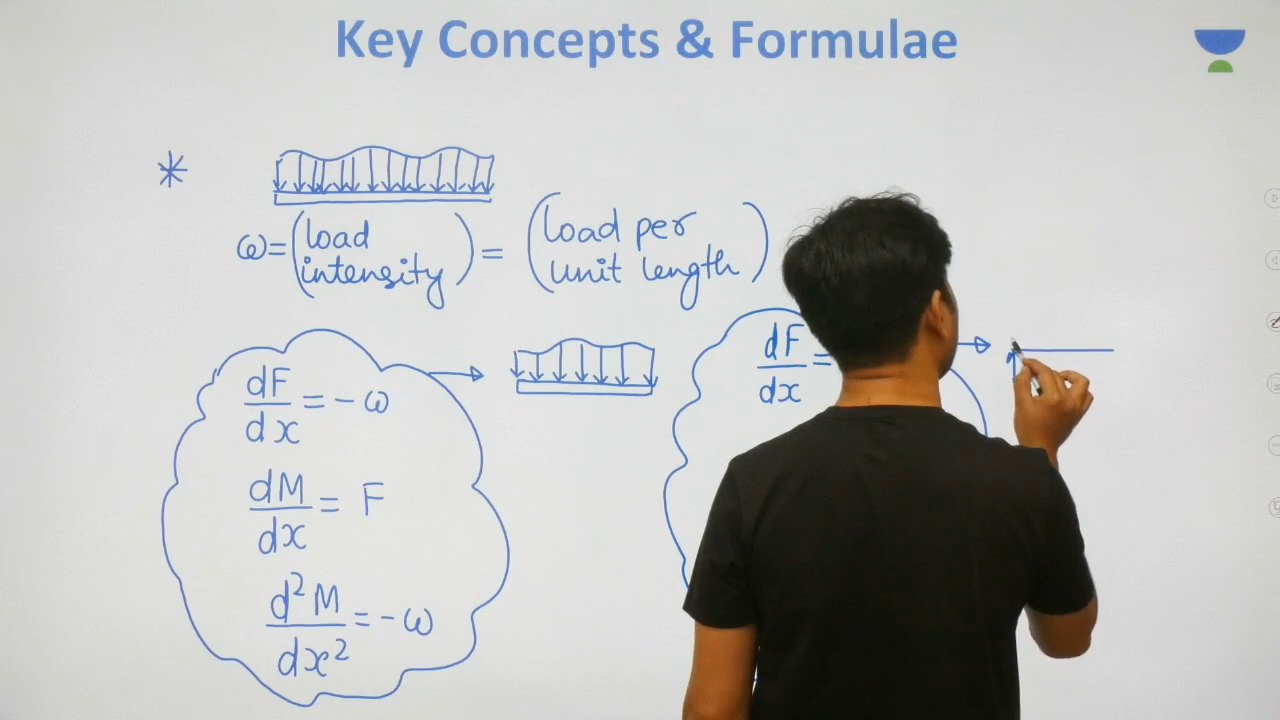 Key Concepts & Formulae
*
ω = (load intensity) = (load per unit length)
dF/dx = - ω
dM/dx = F
d²M/dx² = - ω
dF/dx =